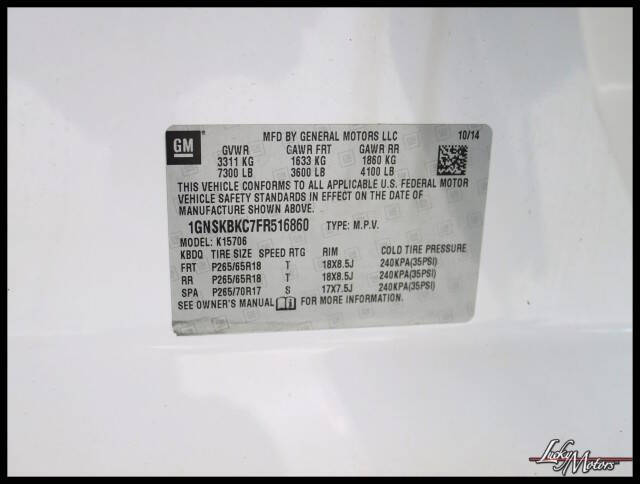 GM
MFD BY GENERAL MOTORS LLC 10/14
GVWR GAWR FRT GAWR RR
3311 KG 1633 KG 1860 KG
7300 LB 3600 LB 4100 LB
THIS VEHICLE CONFORMS TO ALL APPLICABLE U.S. FEDERAL MOTOR
VEHICLE SAFETY STANDARDS IN EFFECT ON THE DATE OF
MANUFACTURE SHOWN ABOVE.
1GNSKBKC7FR516860 TYPE: M.P.V.
MODEL: K15706
KBDQ TIRE SIZE SPEED RTG RIM COLD TIRE PRESSURE
FRT P265/65R18 T 18X8.5J 240KPA(35PSI)
RR P265/65R18 T 18X8.5J 240KPA(35PSI)
SPA P265/70R17 S 17X7.5J 240KPA(35PSI)
SEE OWNER'S MANUAL FOR MORE INFORMATION.
Lucky
Motors